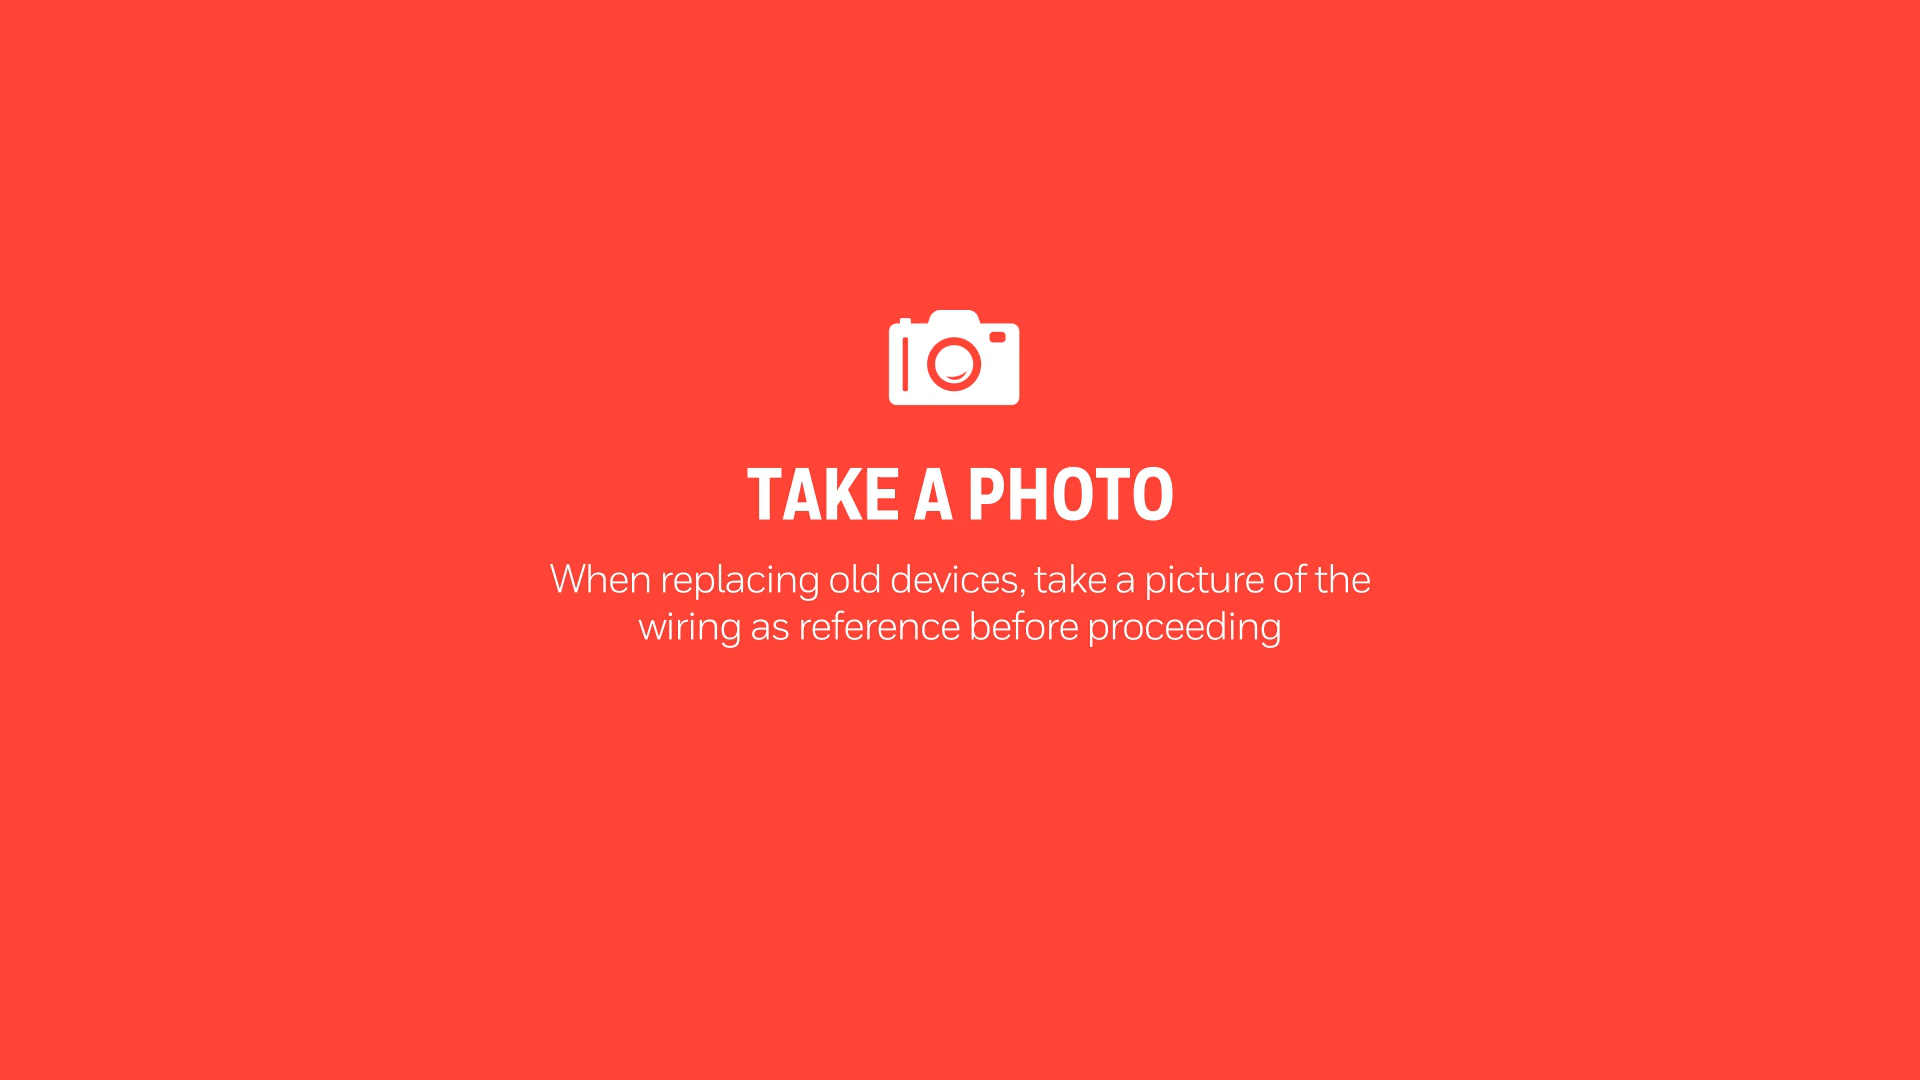 TAKE A PHOTO
When replacing old devices, take a picture of the
wiring as reference before proceeding